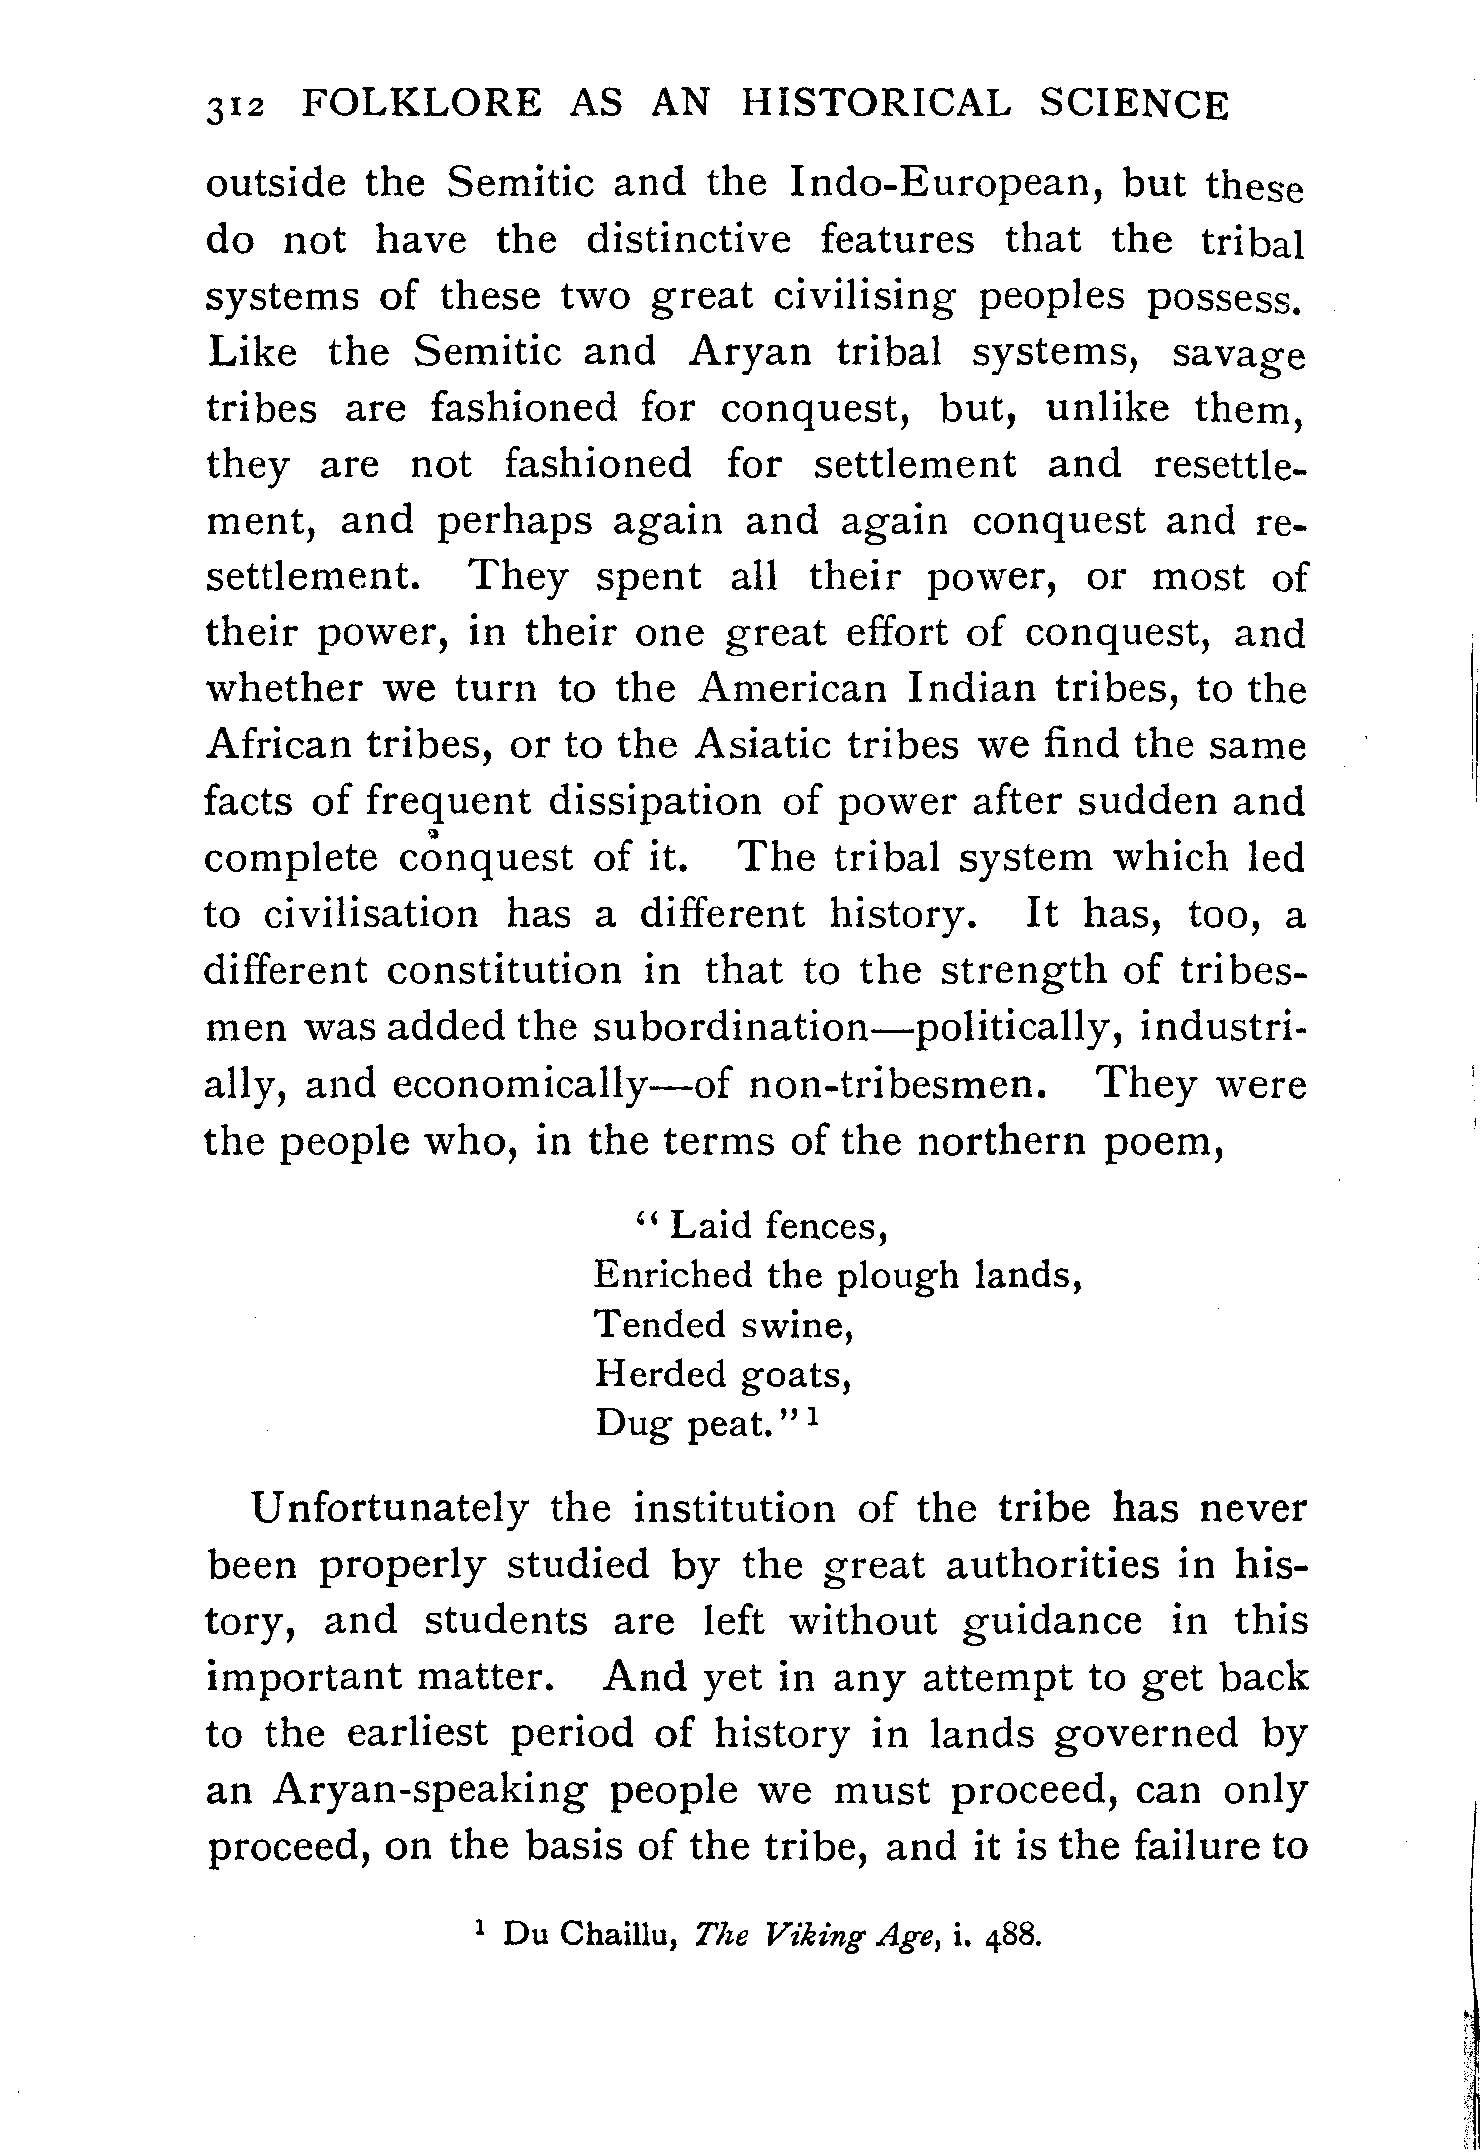 312 FOLKLORE AS AN HISTORICAL SCIENCE
outside the Semitic and the Indo-European, but these
do not have the distinctive features that the tribal
systems of these two great civilising peoples possess.
Like the Semitic and Aryan tribal systems, savage
tribes are fashioned for conquest, but, unlike them,
they are not fashioned for settlement and resettle-
ment, and perhaps again and again conquest and re-
settlement. They spent all their power, or most of
their power, in their one great effort of conquest, and
whether we turn to the American Indian tribes, to the
African tribes, or to the Asiatic tribes we find the same
facts of frequent dissipation of power after sudden and
complete conquest of it. The tribal system which led
to civilisation has a different history. It has, too, a
different constitution in that to the strength of tribes-
men was added the subordination—politically, industri-
ally, and economically—of non-tribesmen. They were
the people who, in the terms of the northern poem,
“ Laid fences,
Enriched the plough lands,
Tended swine,
Herded goats,
Dug peat.” ¹
Unfortunately the institution of the tribe has never
been properly studied by the great authorities in his-
tory, and students are left without guidance in this
important matter. And yet in any attempt to get back
to the earliest period of history in lands governed by
an Aryan-speaking people we must proceed, can only
proceed, on the basis of the tribe, and it is the failure to
¹ Du Chaillu, The Viking Age, i. 488.